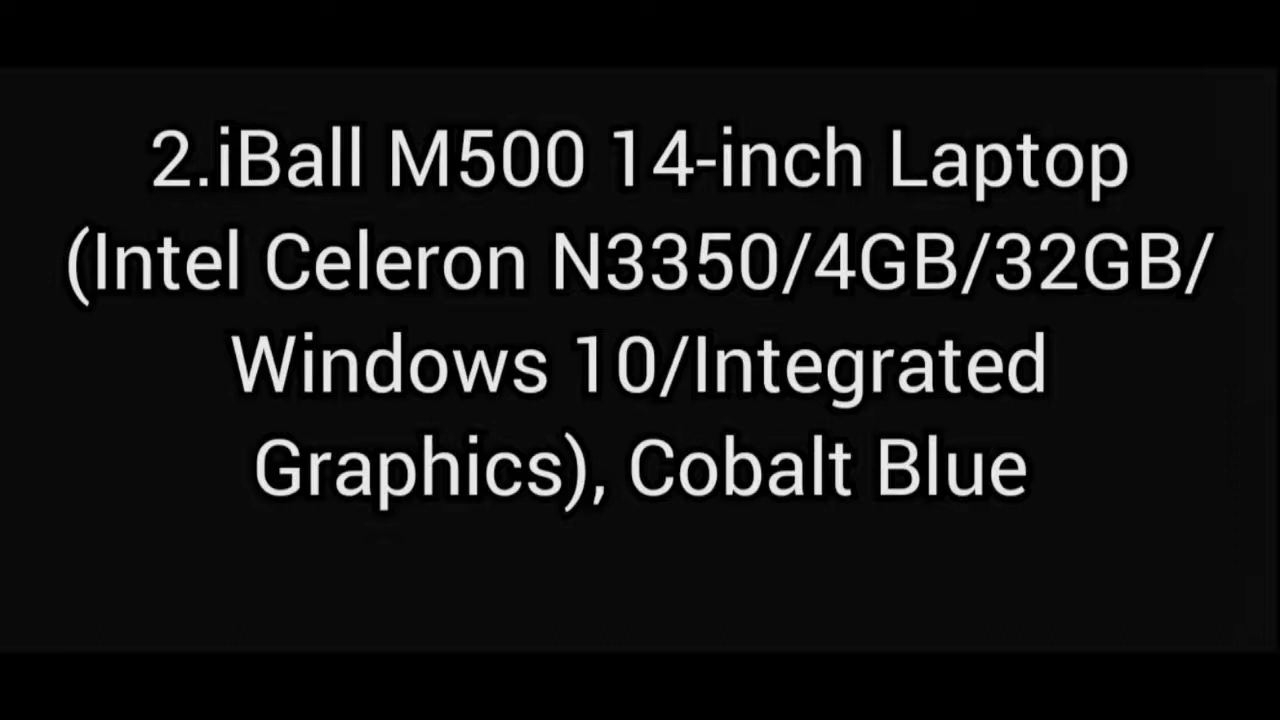 2.iBall M500 14-inch Laptop
(Intel Celeron N3350/4GB/32GB/
Windows 10/Integrated
Graphics), Cobalt Blue